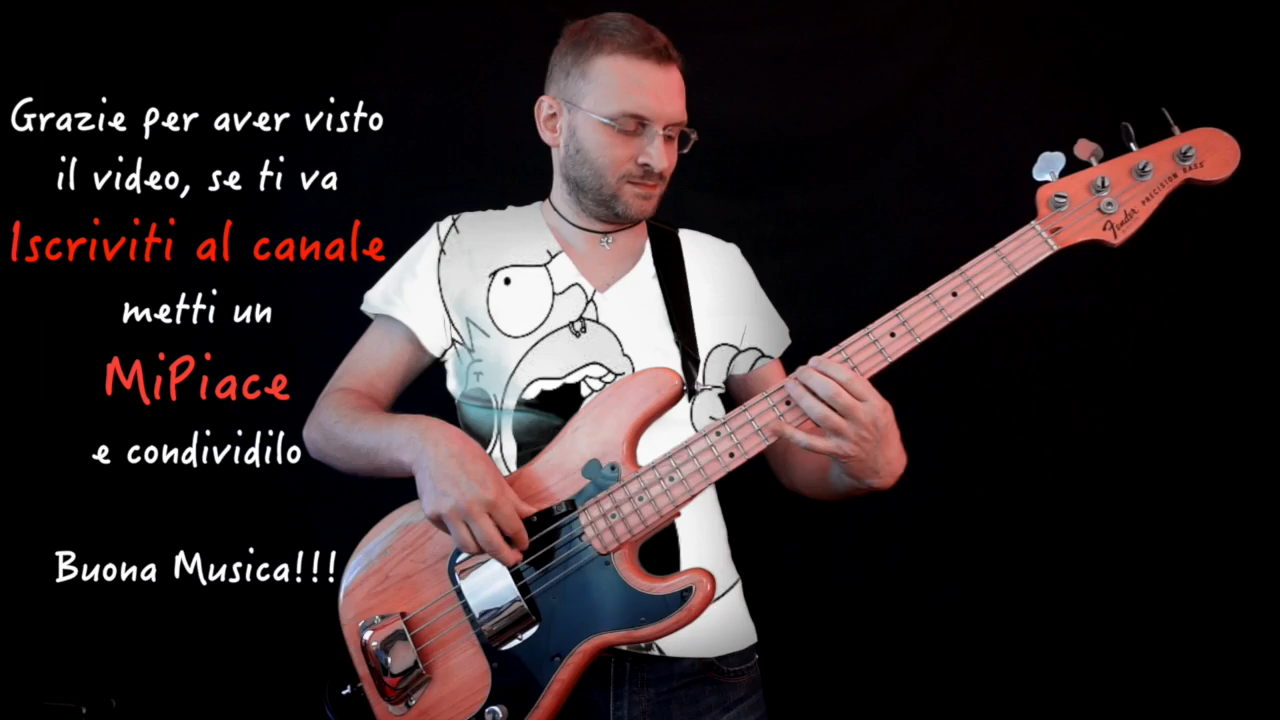 Grazie per aver visto
il video, se ti va
Iscriviti al canale
metti un
MiPiace
e condividilo
Buona Musica!!!
Fender PRECISION BASS